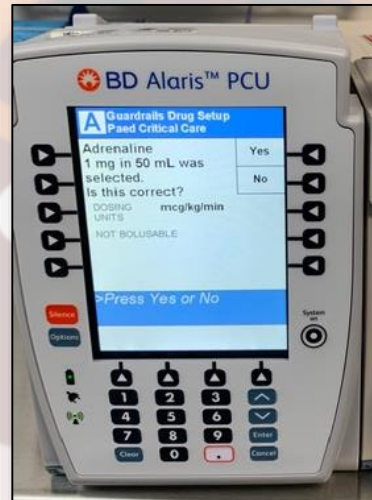 BD Alaris™ PCU
A Guardrails Drug Setup
Paed Critical Care
Adrenaline
1 mg in 50 mL was
selected.
Is this correct?
Yes
No
DOSING UNITS mcg/kg/min
NOT BOLUSABLE
>Press Yes or No
Silence
Options
System on
1 2 3
4 5 6
7 8 9 Enter
Clear 0 . Cancel